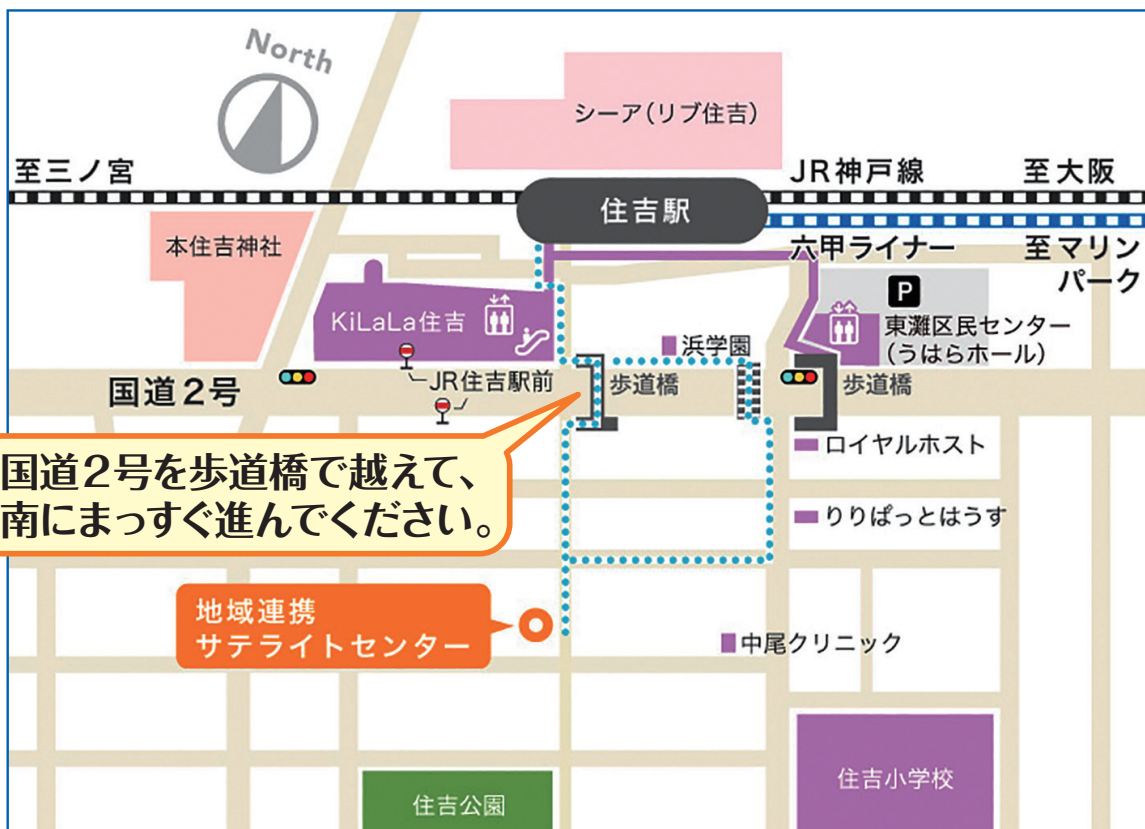 North
シーア(リブ住吉)
至三ノ宮
JR神戸線
至大阪
住吉駅
本住吉神社
六甲ライナー
至マリン
パーク
P
KiLaLa住吉
東灘区民センター
(うはらホール)
浜学園
国道2号
JR住吉駅前
歩道橋
歩道橋
国道2号を歩道橋で越えて、
南にまっすぐ進んでください。
ロイヤルホスト
りりぱっとはうす
地域連携
サテライトセンター
中尾クリニック
住吉公園
住吉小学校